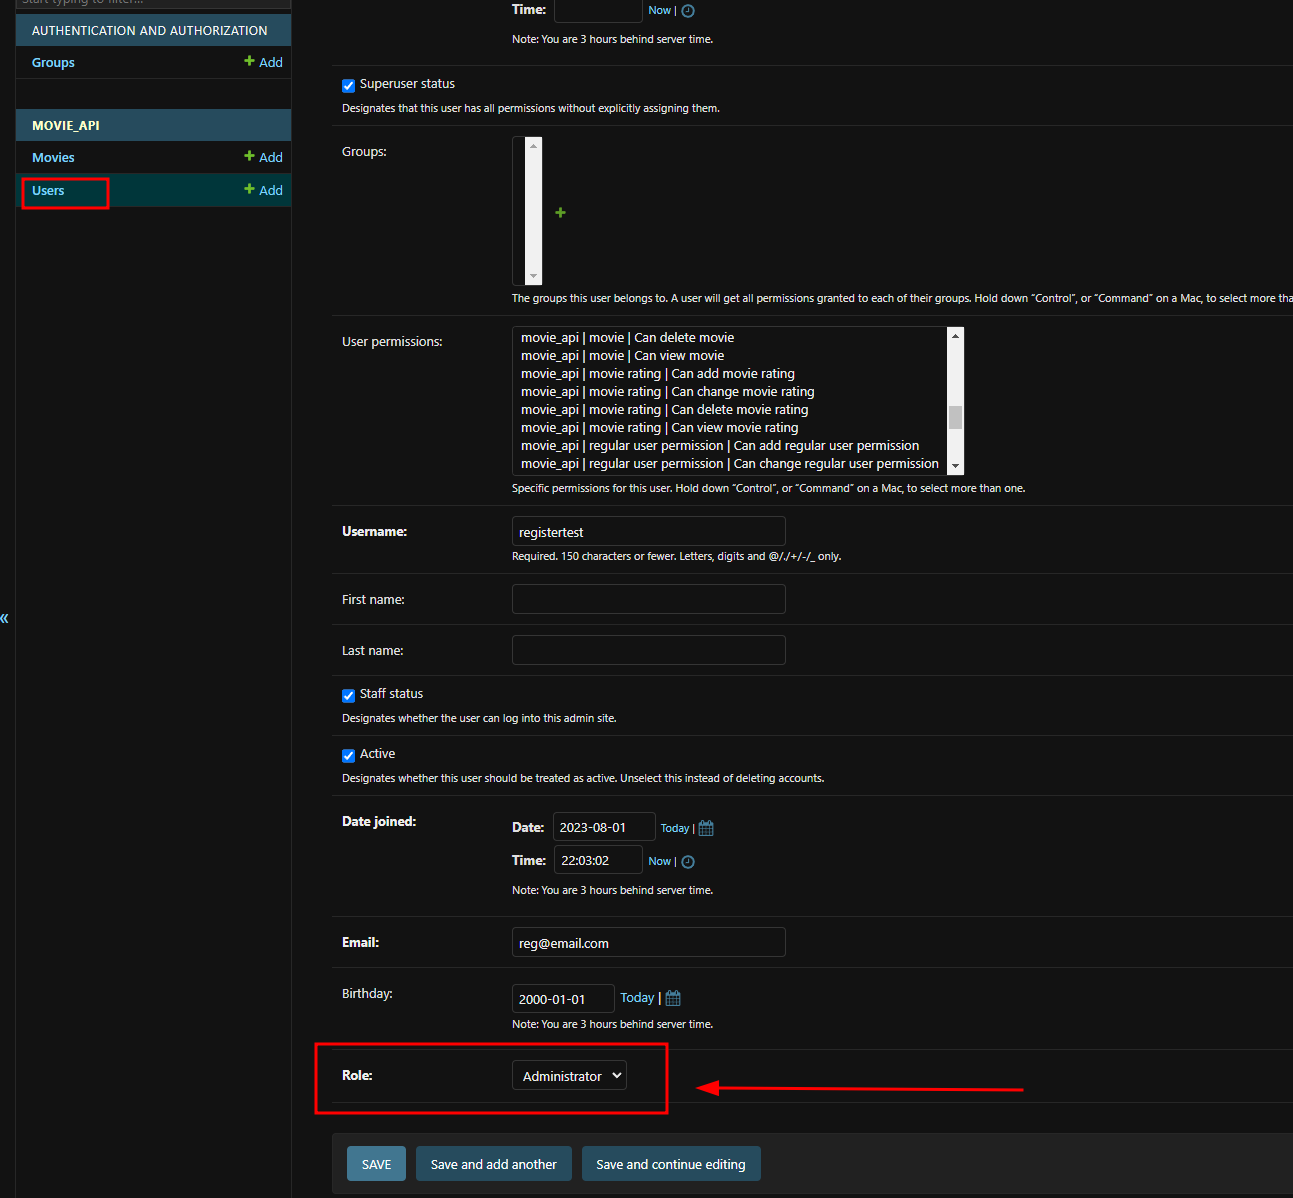 Start typing to filter...
AUTHENTICATION AND AUTHORIZATION
Groups
+ Add
MOVIE_API
Movies
+ Add
Users
+ Add
«
Time:
Now |
Note: You are 3 hours behind server time.
Superuser status
Designates that this user has all permissions without explicitly assigning them.
Groups:
+
The groups this user belongs to. A user will get all permissions granted to each of their groups. Hold down “Control”, or “Command” on a Mac, to select more tha
User permissions:
movie_api | movie | Can delete movie
movie_api | movie | Can view movie
movie_api | movie rating | Can add movie rating
movie_api | movie rating | Can change movie rating
movie_api | movie rating | Can delete movie rating
movie_api | movie rating | Can view movie rating
movie_api | regular user permission | Can add regular user permission
movie_api | regular user permission | Can change regular user permission
Specific permissions for this user. Hold down “Control”, or “Command” on a Mac, to select more than one.
Username:
registertest
Required. 150 characters or fewer. Letters, digits and @/./+/-/_ only.
First name:
Last name:
Staff status
Designates whether the user can log into this admin site.
Active
Designates whether this user should be treated as active. Unselect this instead of deleting accounts.
Date joined:
Date: 2023-08-01 Today |
Time: 22:03:02 Now |
Note: You are 3 hours behind server time.
Email:
reg@email.com
Birthday:
2000-01-01 Today |
Note: You are 3 hours behind server time.
Role:
Administrator
SAVE
Save and add another
Save and continue editing